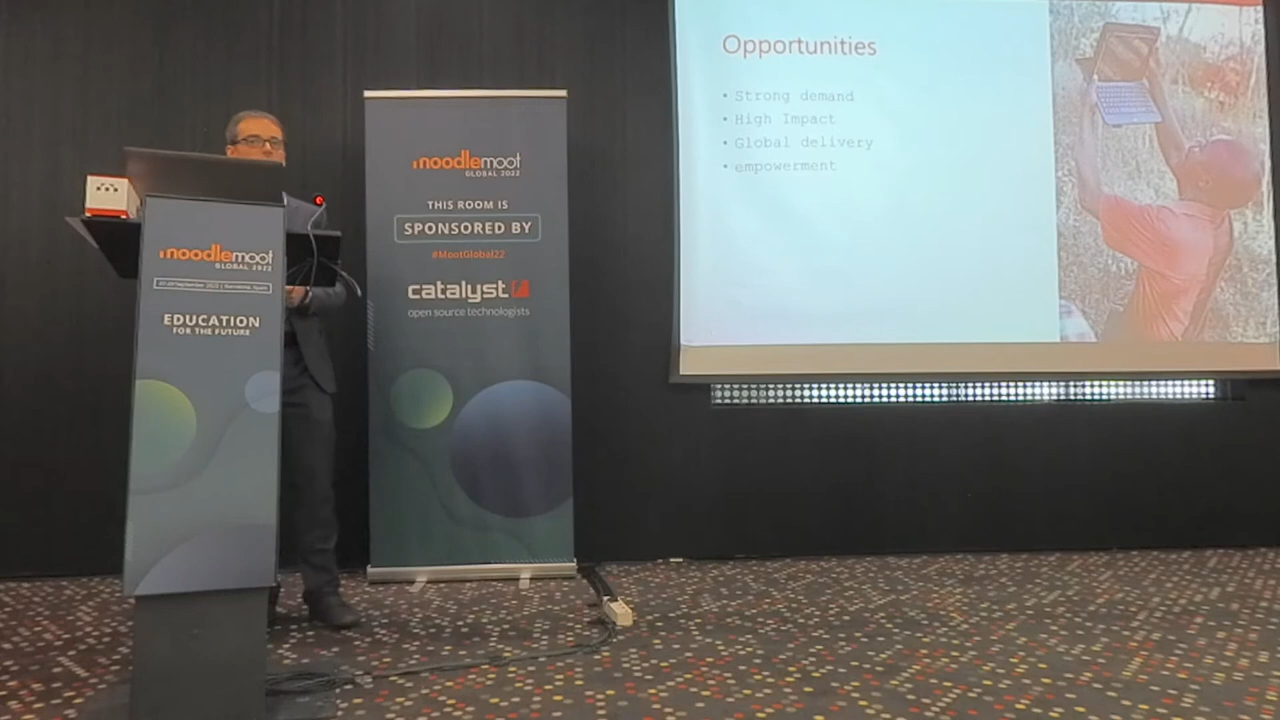 moodlemoot
GLOBAL 2022
EDUCATION
FOR THE FUTURE
moodlemoot
GLOBAL 2022
THIS ROOM IS
SPONSORED BY
#MootGlobal22
catalyst
open source technologists
Opportunities
• Strong demand
• High Impact
• Global delivery
• empowerment